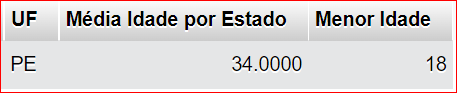 UF Média Idade por Estado Menor Idade
PE 34.0000 18